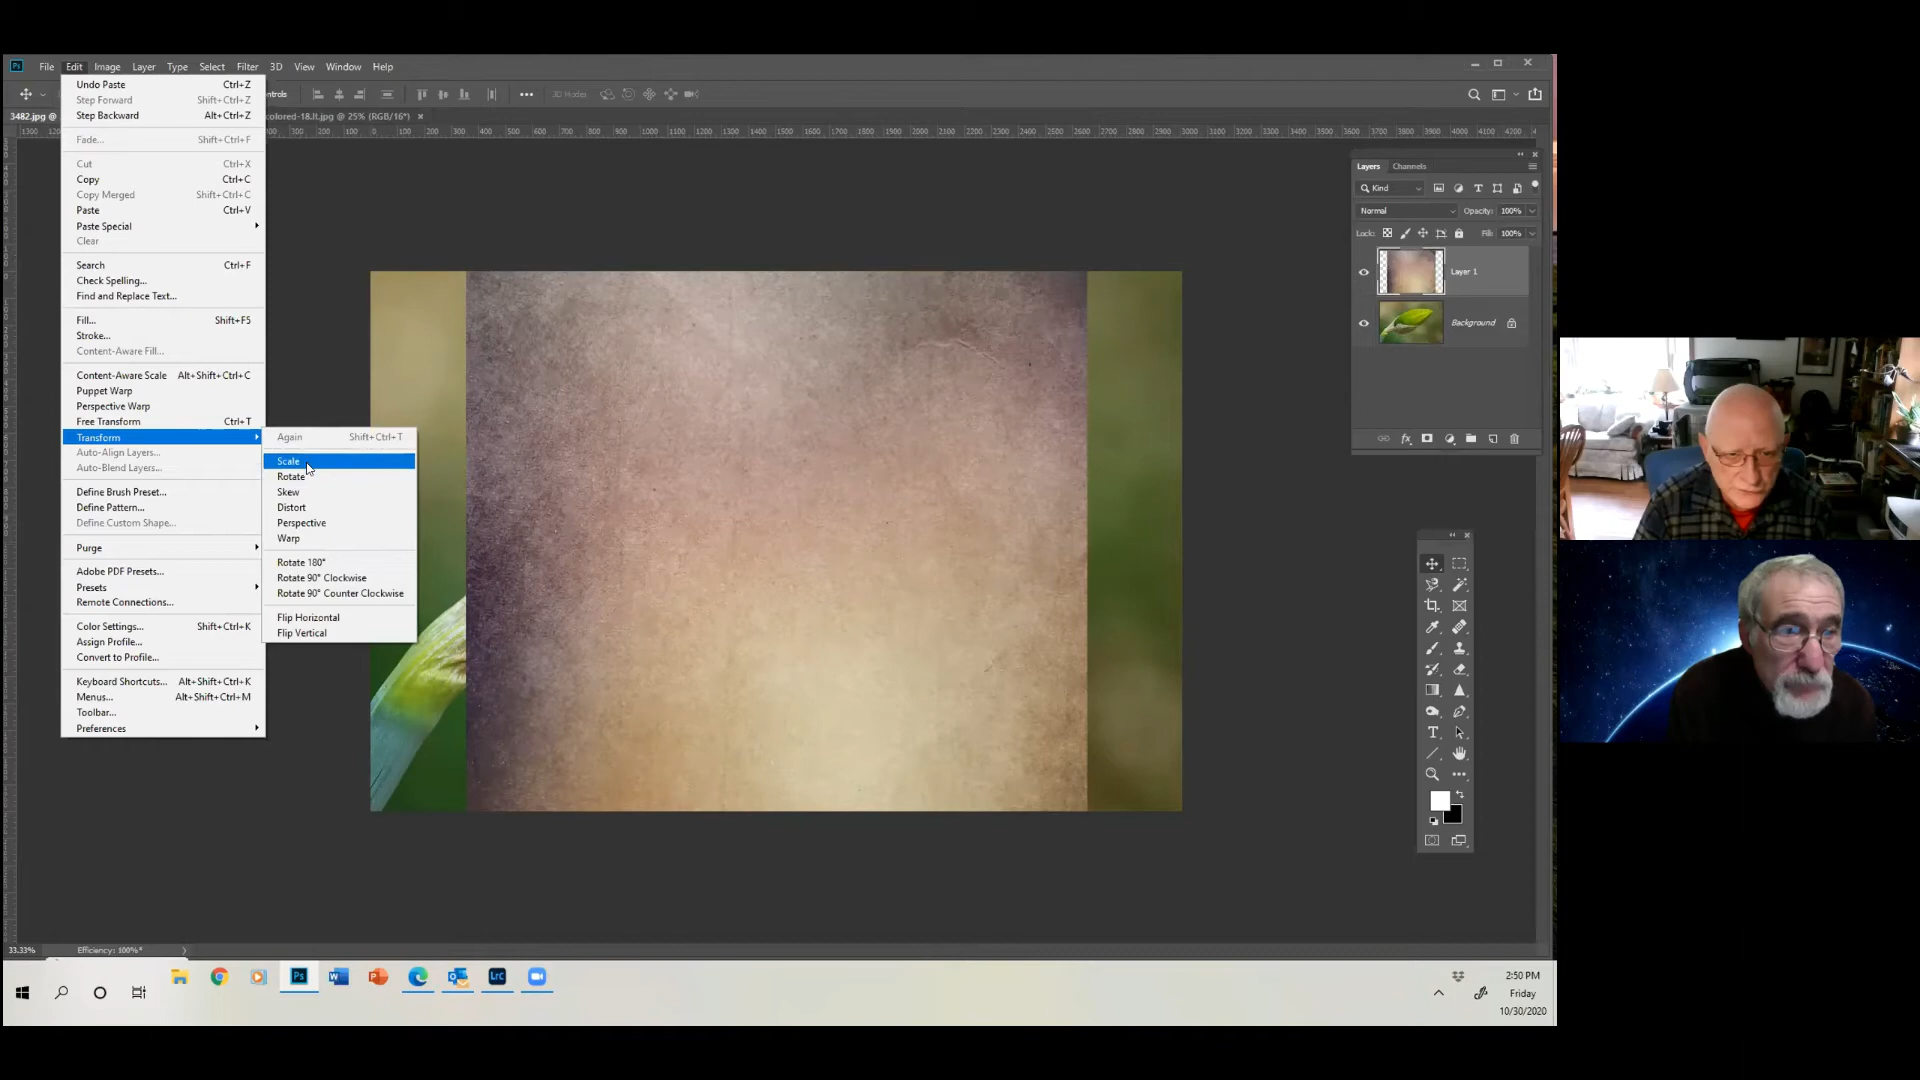 Ps File Edit Image Layer Type Select Filter 3D View Window Help
3D Modes
3482.jpg @
colored-18.lt.jpg @ 25% (RGB/16*) ×
Undo Paste Ctrl+Z
Step Forward Shift+Ctrl+Z
Step Backward Alt+Ctrl+Z
Fade... Shift+Ctrl+F
Cut Ctrl+X
Copy Ctrl+C
Copy Merged Shift+Ctrl+C
Paste Ctrl+V
Paste Special
Clear
Search Ctrl+F
Check Spelling...
Find and Replace Text...
Fill... Shift+F5
Stroke...
Content-Aware Fill...
Content-Aware Scale Alt+Shift+Ctrl+C
Puppet Warp
Perspective Warp
Free Transform Ctrl+T
Transform
Auto-Align Layers...
Auto-Blend Layers...
Define Brush Preset...
Define Pattern...
Define Custom Shape...
Purge
Adobe PDF Presets...
Presets
Remote Connections...
Color Settings... Shift+Ctrl+K
Assign Profile...
Convert to Profile...
Keyboard Shortcuts... Alt+Shift+Ctrl+K
Menus... Alt+Shift+Ctrl+M
Toolbar...
Preferences
Again Shift+Ctrl+T
Scale
Rotate
Skew
Distort
Perspective
Warp
Rotate 180°
Rotate 90° Clockwise
Rotate 90° Counter Clockwise
Flip Horizontal
Flip Vertical
Layers Channels
Kind
Normal Opacity: 100%
Lock: Fill: 100%
Layer 1
Background
33.33% Efficiency: 100%*
Ps Lrc
2:50 PM
Friday
10/30/2020